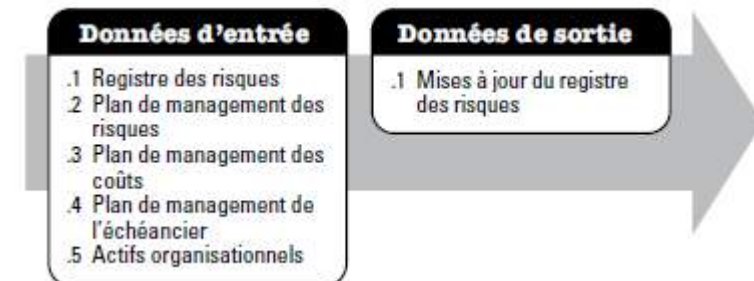 Données d'entrée
.1 Registre des risques
.2 Plan de management des
risques
.3 Plan de management des
coûts
.4 Plan de management de
l'échéancier
.5 Actifs organisationnels
Données de sortie
.1 Mises à jour du registre
des risques